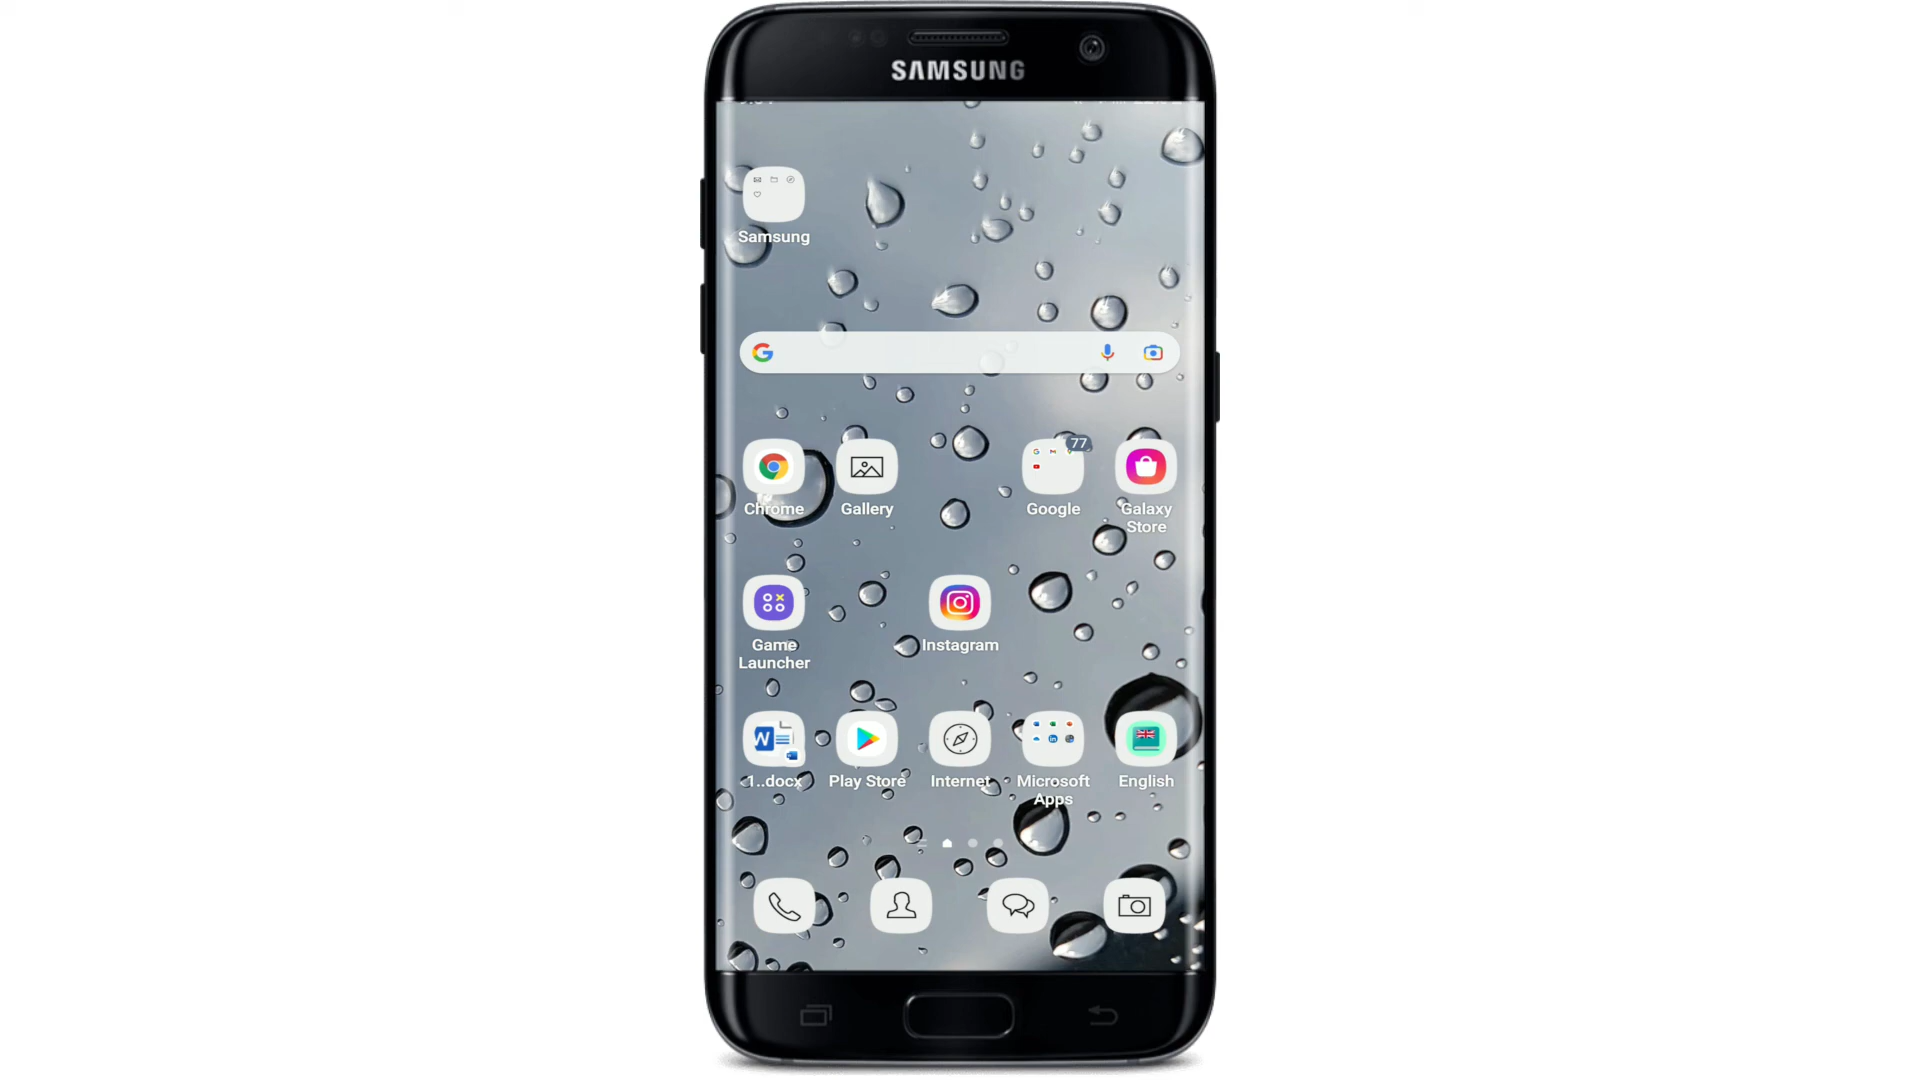 SAMSUNG
Samsung
77
Chrome
Gallery
Google
Galaxy
Store
Game
Launcher
Instagram
1..docx
Play Store
Internet
Microsoft
Apps
English